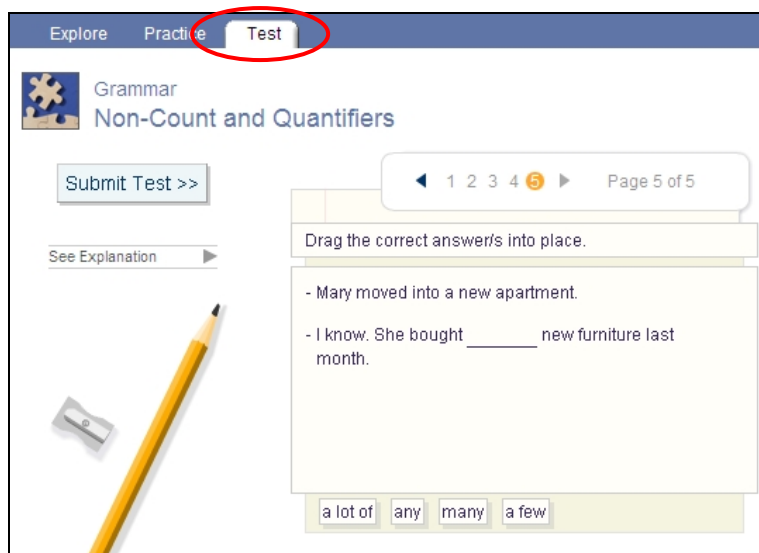 Explore Practice Test
Grammar
Non-Count and Quantifiers
Submit Test >>
1 2 3 4 5 Page 5 of 5
See Explanation
Drag the correct answer/s into place.
- Mary moved into a new apartment.
- I know. She bought _______ new furniture last
month.
a lot of any many a few